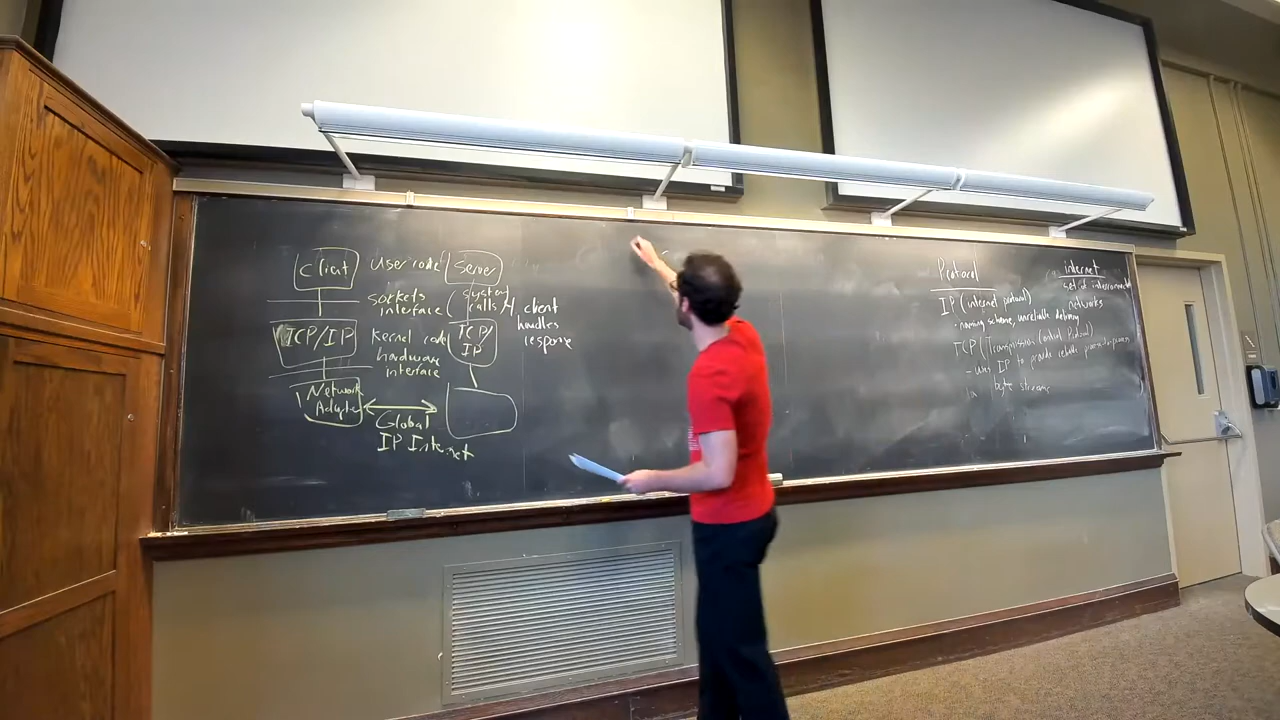 Client
User code
Server
sockets
interface
system
calls
client
handles
response
TCP/IP
Kernel code
TCP/
IP
hardware
interface
Network
Adapter
Global
IP Internet
Protocol
IP (internet protocol)
• naming scheme, unreliable delivery
TCP (Transmission Control Protocol)
- uses IP to provide reliable
byte streams
internet
set of interconnected
networks